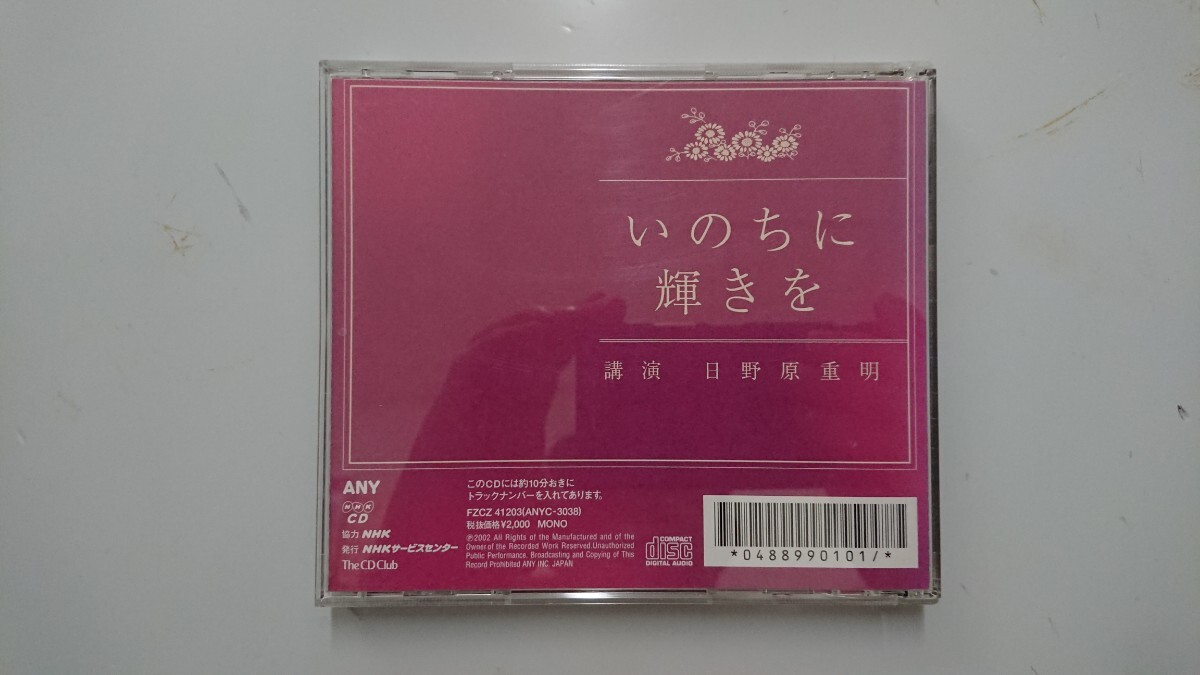 いのちに
輝きを
講演 日野原重明
ANY
NHK
CD
協力 NHK
発行 NHKサービスセンター
The CD Club
このCDには約10分おきに
トラックナンバーを入れてあります。
FZCZ 41203(ANYC-3038)
税抜価格¥2,000 MONO
Ⓟ2002 All Rights of the Manufactured and of the
Owner of the Recorded Work Reserved.Unauthorized
Public Performance. Broadcasting and Copying of This
Record Prohibited ANY INC. JAPAN
COMPACT
disc
DIGITAL AUDIO
*0488990101/*